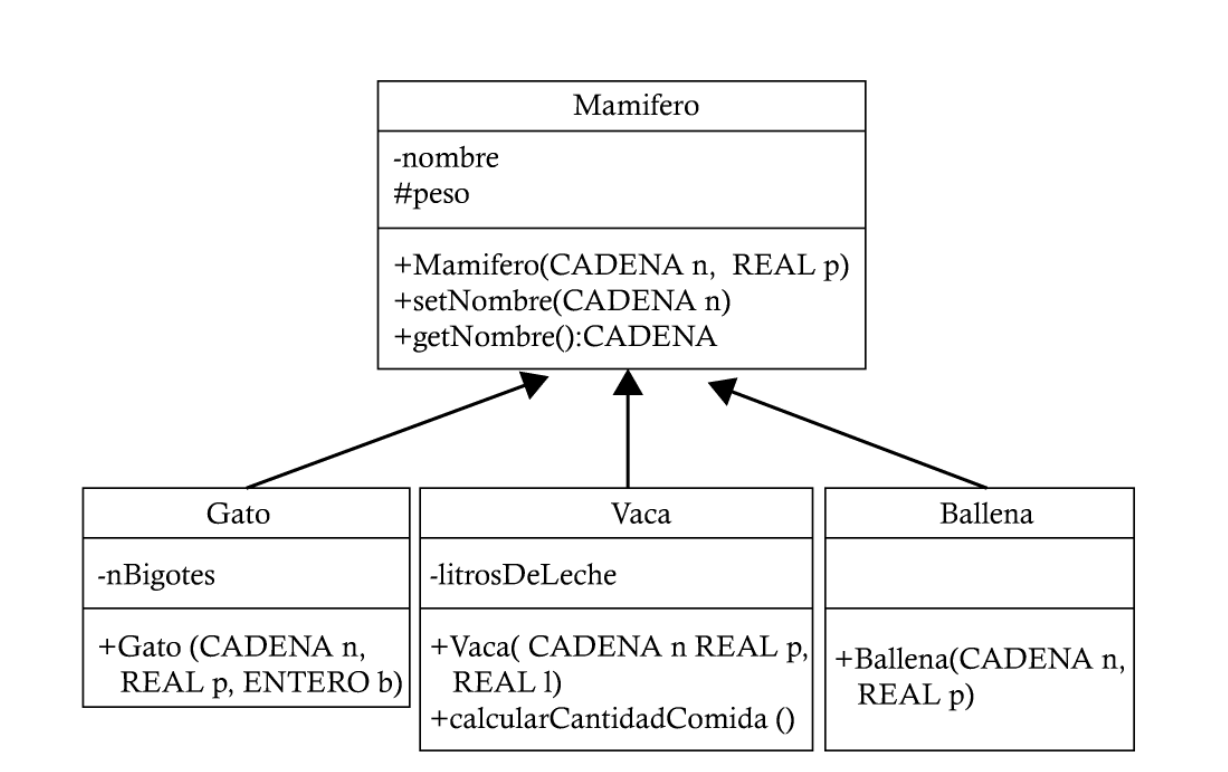 Mamifero
-nombre
#peso
+Mamifero(CADENA n, REAL p)
+setNombre(CADENA n)
+getNombre():CADENA
Gato
-nBigotes
+Gato (CADENA n,
REAL p, ENTERO b)
Vaca
-litrosDeLeche
+Vaca( CADENA n REAL p,
REAL l)
+calcularCantidadComida ()
Ballena
+Ballena(CADENA n,
REAL p)